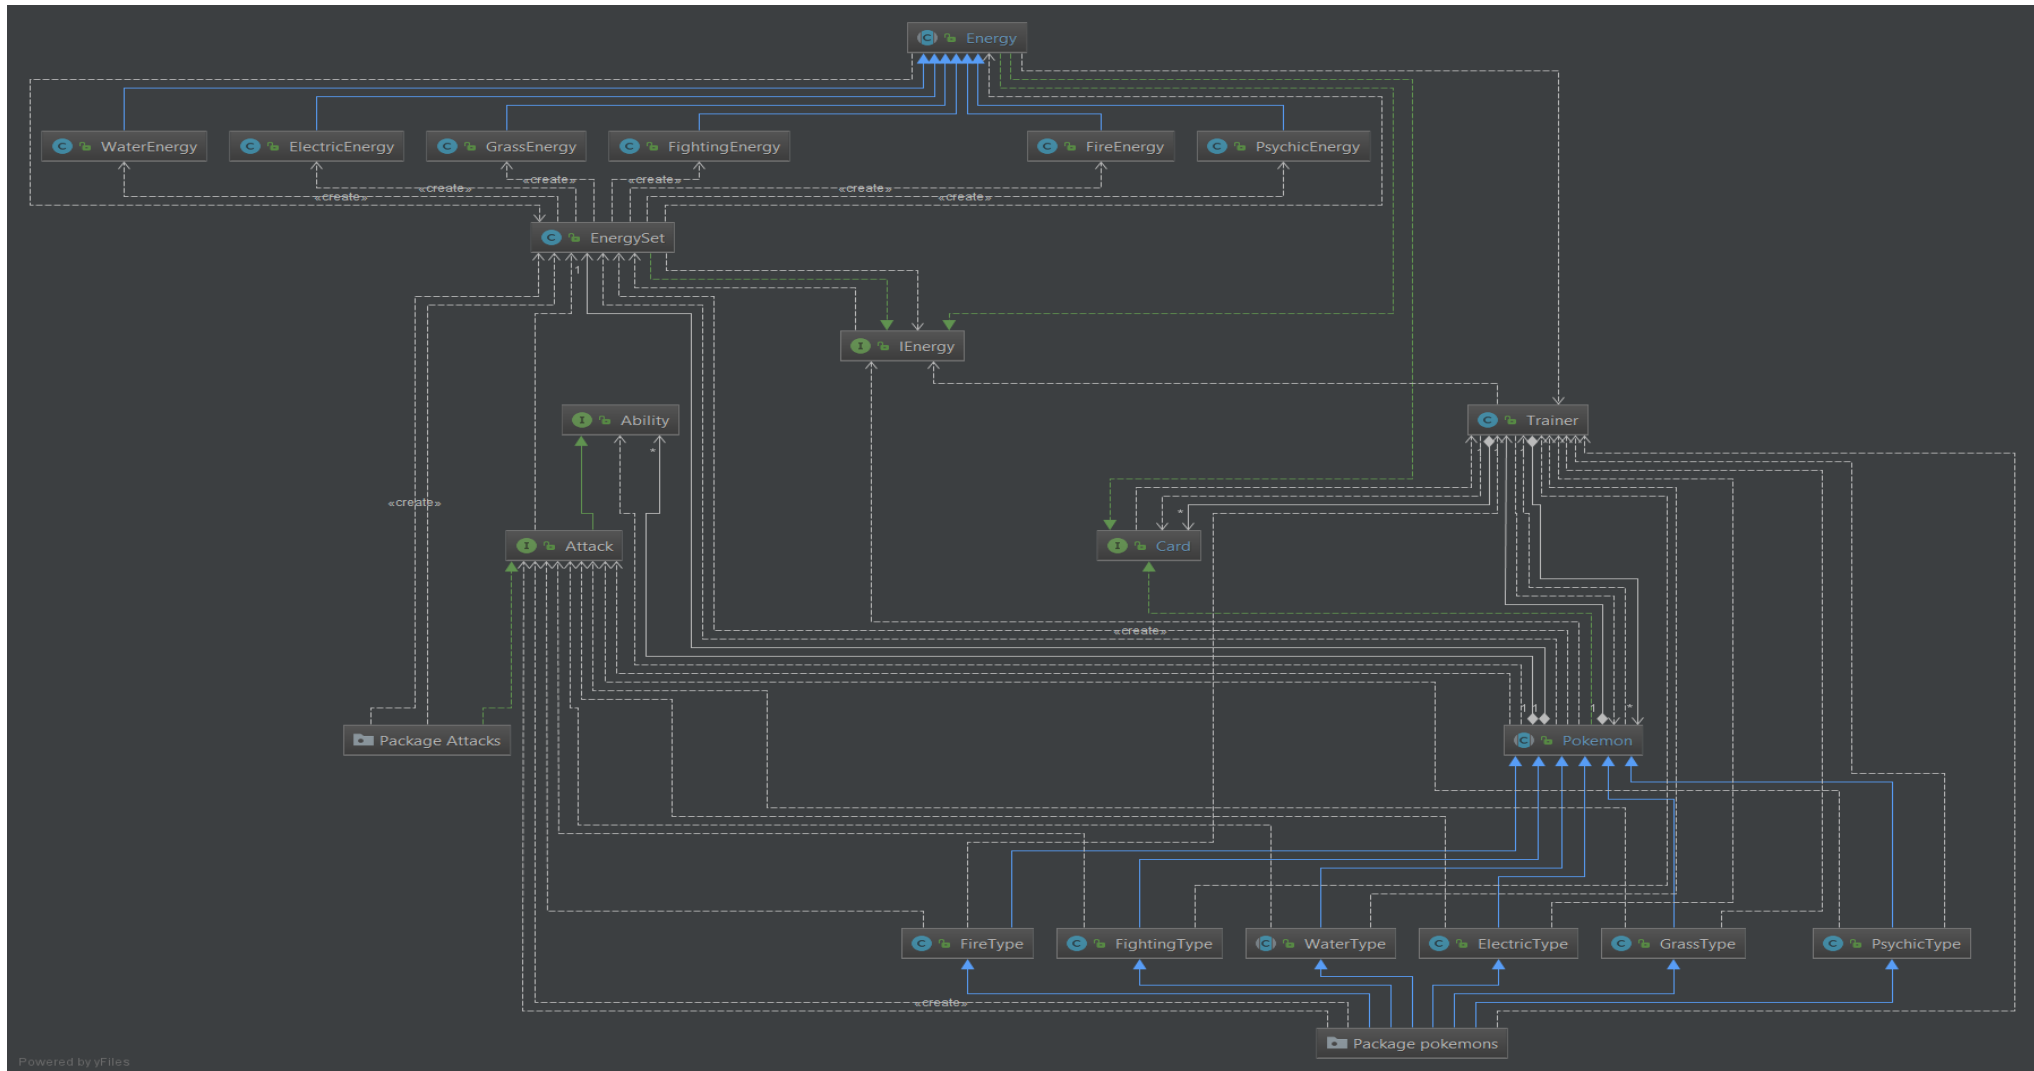 Energy
WaterEnergy
ElectricEnergy
GrassEnergy
FightingEnergy
FireEnergy
PsychicEnergy
«create»
«create»
«create»
«create»
«create»
«create»
EnergySet
1
IEnergy
Ability
Trainer
*
«create»
*
Attack
Card
«create»
1
1
1
*
Package Attacks
Pokemon
FireType
FightingType
WaterType
ElectricType
GrassType
PsychicType
«create»
Package pokemons
Powered by yFiles